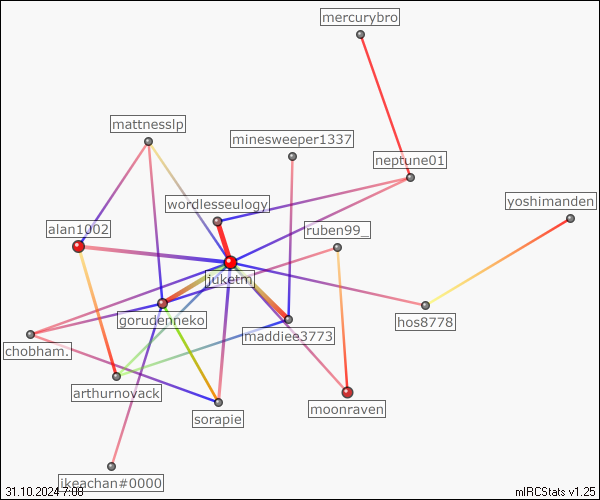 mercurybro
mattnesslp
minesweeper1337
neptune01
yoshimanden
wordlesseulogy
alan1002
ruben99_
juketm
gorudenneko
hos8778
maddiee3773
chobham.
arthurnovack
moonraven
sorapie
ikeachan#0000
31.10.2024 7:00
mIRCStats v1.25